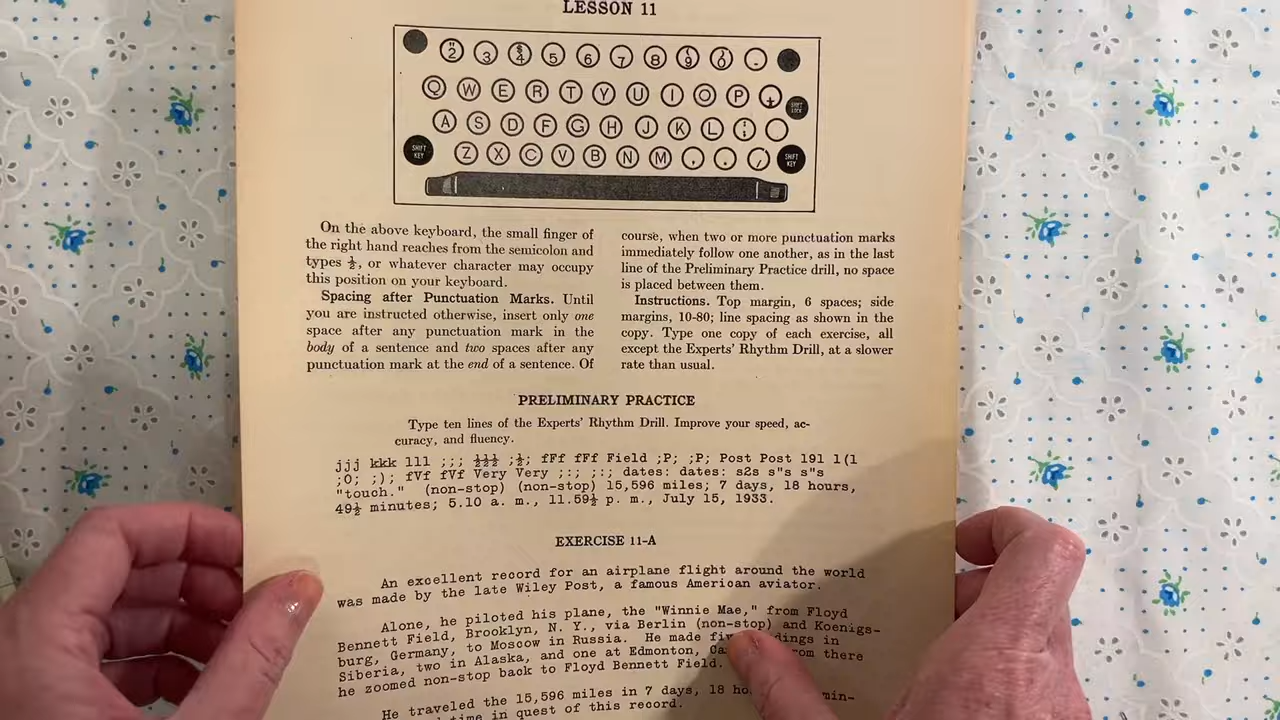 LESSON 11
" 2 3 $ 4 5 6 7 8 ( 9 ) 0 -
Q W E R T Y U I O P SHIFT LOCK
A S D F G H J K L : ;
SHIFT KEY Z X C V B N M , . / SHIFT KEY
On the above keyboard, the small finger of
the right hand reaches from the semicolon and
types ½, or whatever character may occupy
this position on your keyboard.
Spacing after Punctuation Marks. Until
you are instructed otherwise, insert only one
space after any punctuation mark in the
body of a sentence and two spaces after any
punctuation mark at the end of a sentence. Of
course, when two or more punctuation marks
immediately follow one another, as in the last
line of the Preliminary Practice drill, no space
is placed between them.
Instructions. Top margin, 6 spaces; side
margins, 10-80; line spacing as shown in the
copy. Type one copy of each exercise, all
except the Experts' Rhythm Drill, at a slower
rate than usual.
PRELIMINARY PRACTICE
Type ten lines of the Experts' Rhythm Drill. Improve your speed, ac-
curacy, and fluency.
jjj kkk lll ;;; ½½½ ;½; fFf fFf Field ;P; ;P; Post Post 191 l(l
;0; ;); fVf fVf Very Very ;:; ;:; dates: dates: s2s s"s s"s
"touch." (non-stop) (non-stop) 15,596 miles; 7 days, 18 hours,
49½ minutes; 5.10 a. m., 11.59½ p. m., July 15, 1933.
EXERCISE 11-A
An excellent record for an airplane flight around the world
was made by the late Wiley Post, a famous American aviator.
Alone, he piloted his plane, the "Winnie Mae," from Floyd
Bennett Field, Brooklyn, N. Y., via Berlin (non-stop) and Koenigs-
burg, Germany, to Moscow in Russia. He made in
Siberia, two in Alaska, and one at Edmonton, there
he zoomed non-stop back to Floyd Bennett Field.
He traveled the 15,596 miles in 7 days, 18 min-
time in quest of this record.